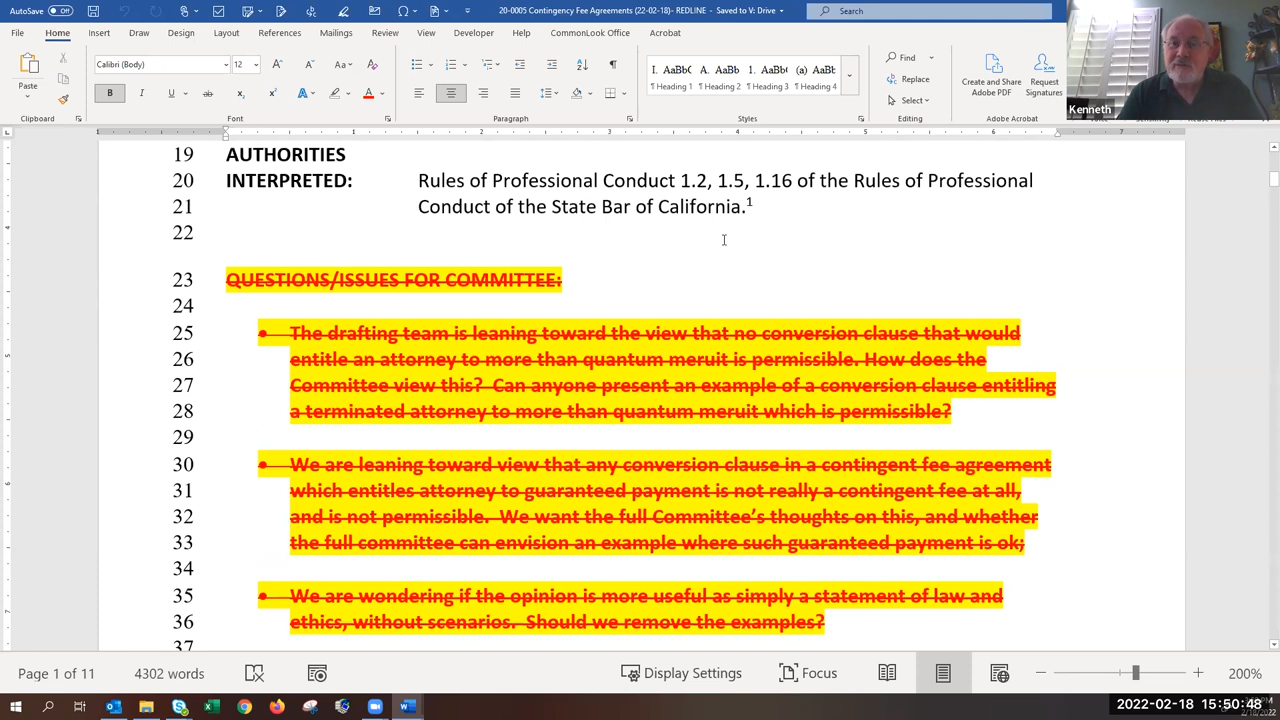 AutoSave Off
20-0005 Contingency Fee Agreements (22-02-18)- REDLINE - Saved to V: Drive
Search
File Home Insert Draw Design Layout References Mailings Review View Developer Help CommonLook Office Acrobat
Paste
Calibri (Body) 12
Find
Replace
Select
I. AaBbC A. AaBb 1. AaBbC (a) AaBb
¶ Heading 1 ¶ Heading 2 ¶ Heading 3 ¶ Heading 4
Create and Share Adobe PDF
Request Signatures
Clipboard Font Paragraph Styles Editing Adobe Acrobat
Kenneth
19 AUTHORITIES
20 INTERPRETED: Rules of Professional Conduct 1.2, 1.5, 1.16 of the Rules of Professional
21 Conduct of the State Bar of California.1
22
23 QUESTIONS/ISSUES FOR COMMITTEE:
24
25 • The drafting team is leaning toward the view that no conversion clause that would
26 entitle an attorney to more than quantum meruit is permissible. How does the
27 Committee view this? Can anyone present an example of a conversion clause entitling
28 a terminated attorney to more than quantum meruit which is permissible?
29
30 • We are leaning toward view that any conversion clause in a contingent fee agreement
31 which entitles attorney to guaranteed payment is not really a contingent fee at all,
32 and is not permissible. We want the full Committee's thoughts on this, and whether
33 the full committee can envision an example where such guaranteed payment is ok;
34
35 • We are wondering if the opinion is more useful as simply a statement of law and
36 ethics, without scenarios. Should we remove the examples?
37
Page 1 of 11 4302 words Display Settings Focus 200%
2022-02-18 15:50:48